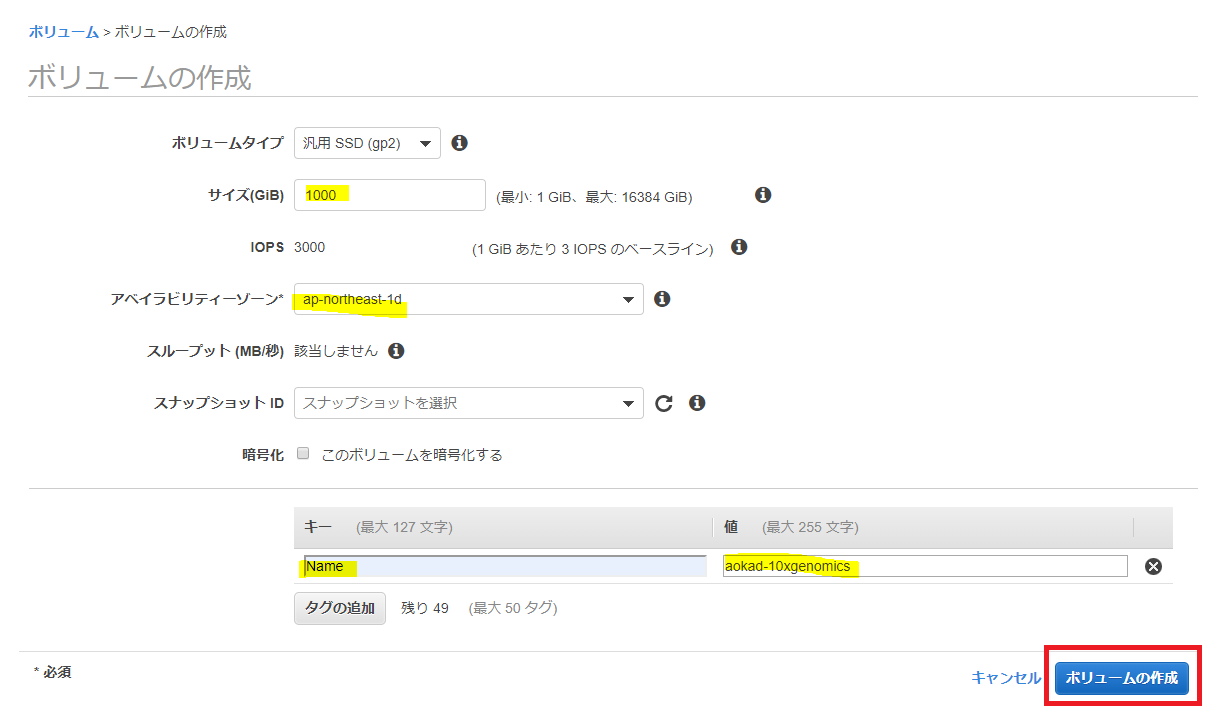 ボリューム > ボリュームの作成
ボリュームの作成
ボリュームタイプ 汎用 SSD (gp2)
サイズ(GiB) 1000 (最小: 1 GiB、最大: 16384 GiB)
IOPS 3000 (1 GiB あたり 3 IOPS のベースライン)
アベイラビリティーゾーン* ap-northeast-1d
スループット (MB/秒) 該当しません
スナップショット ID スナップショットを選択
暗号化 このボリュームを暗号化する
キー (最大 127 文字) 値 (最大 255 文字)
Name aokad-10xgenomics
タグの追加 残り 49 (最大 50 タグ)
* 必須 キャンセル ボリュームの作成